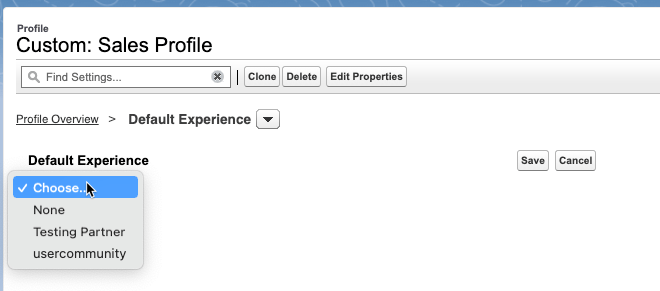 Profile
Custom: Sales Profile
Find Settings...
Clone Delete Edit Properties
Profile Overview > Default Experience
Default Experience
Save Cancel
✓ Choose...
None
Testing Partner
usercommunity